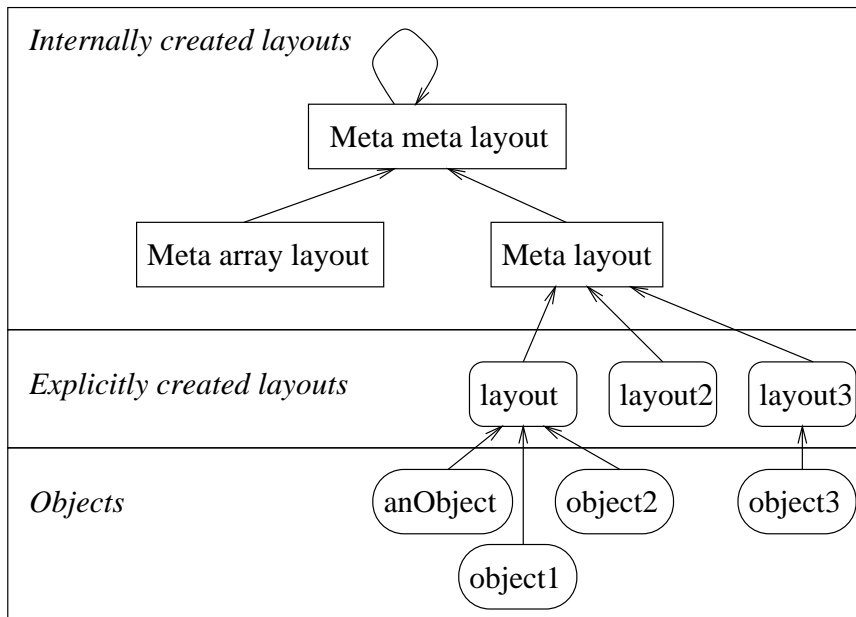 Internally created layouts
Meta meta layout
Meta array layout
Meta layout
Explicitly created layouts
layout
layout2
layout3
Objects
anObject
object2
object3
object1